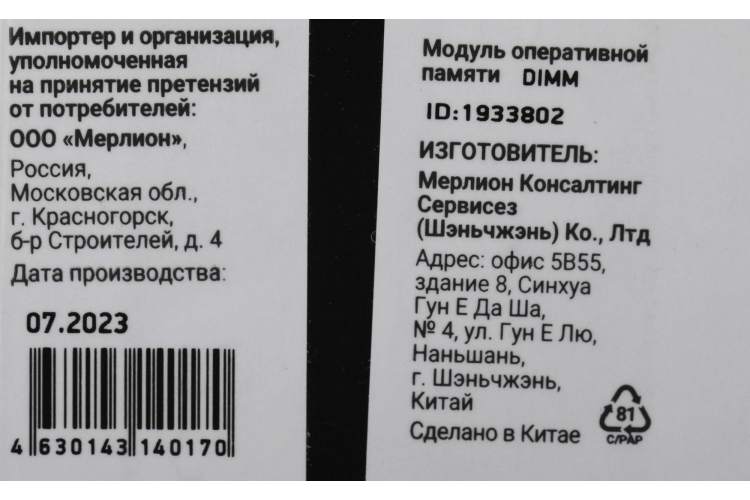 Импортер и организация,
уполномоченная
на принятие претензий
от потребителей:
ООО «Мерлион»,
Россия,
Московская обл.,
г. Красногорск,
б-р Строителей, д. 4
Дата производства:
07.2023
4 630143 140170
Модуль оперативной
памяти DIMM
ID:1933802
ИЗГОТОВИТЕЛЬ:
Мерлион Консалтинг
Сервисез
(Шэньчжэнь) Ко., Лтд
Адрес: офис 5B55,
здание 8, Синхуа
Гун Е Да Ша,
№ 4, ул. Гун Е Лю,
Наньшань,
г. Шэньчжэнь,
Китай
Сделано в Китае
81
C/PAP